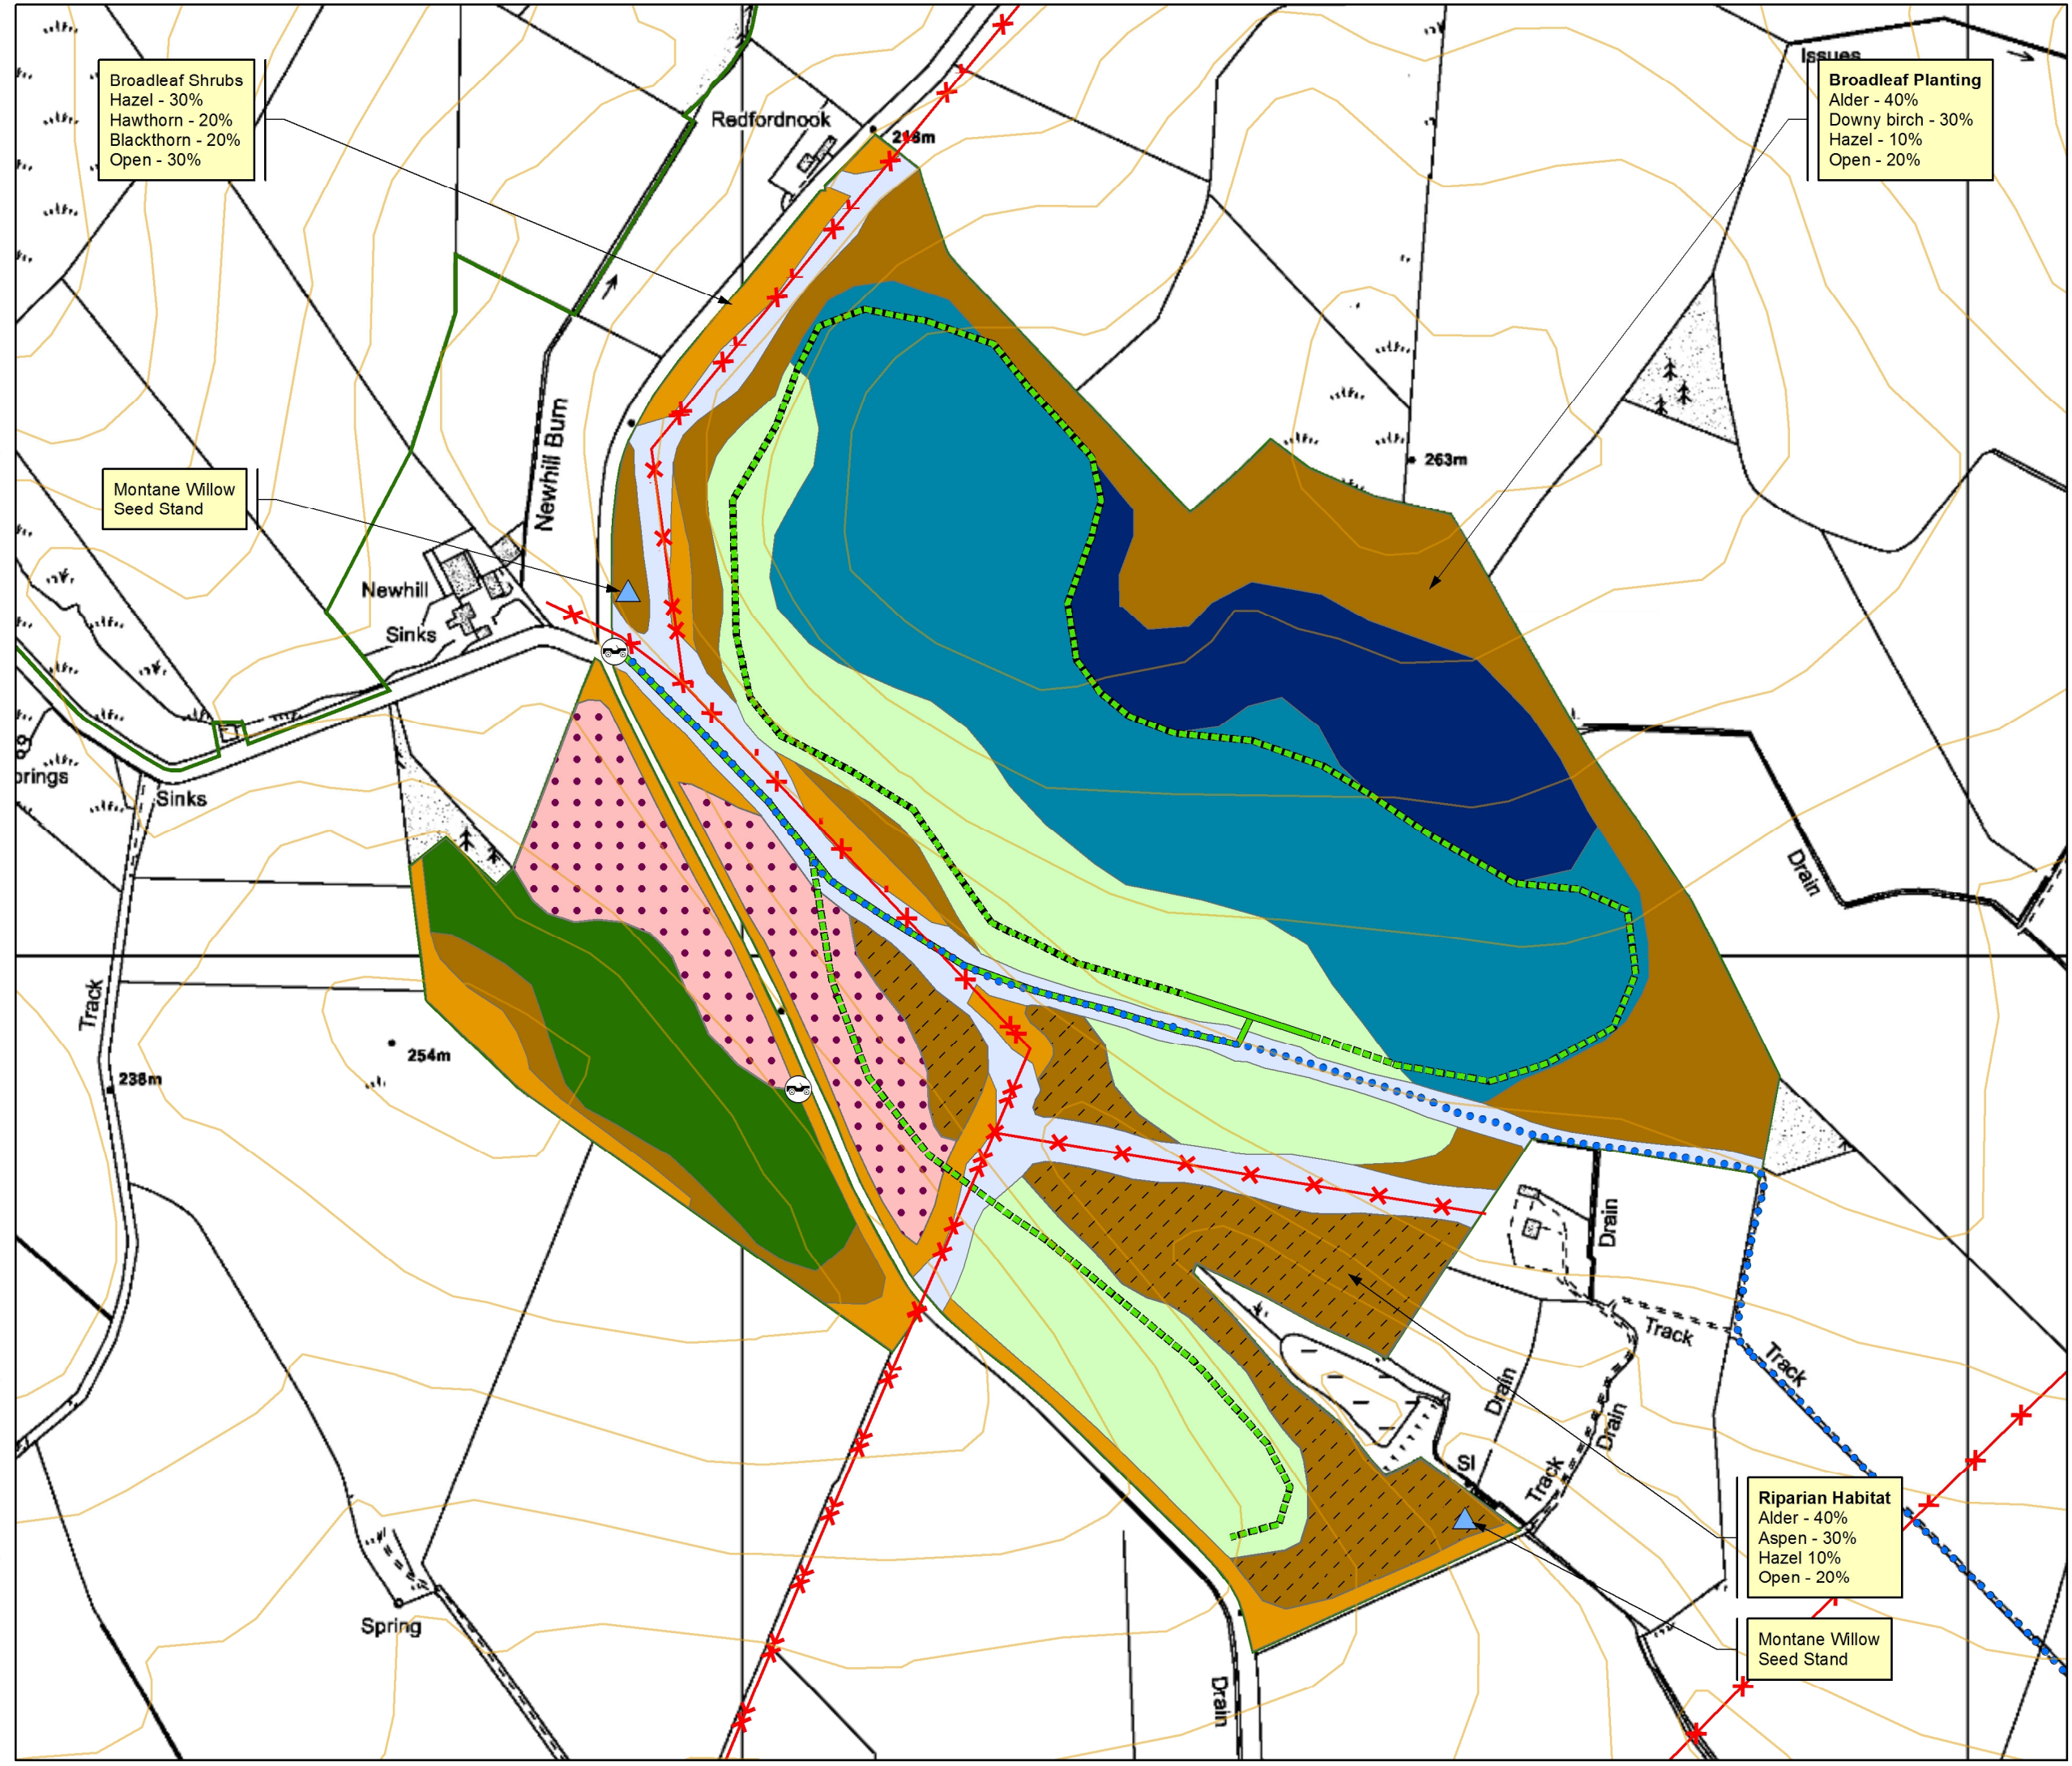 Issues
Broadleaf Shrubs
Hazel - 30%
Hawthorn - 20%
Blackthorn - 20%
Open - 30%
Broadleaf Planting
Alder - 40%
Downy birch - 30%
Hazel - 10%
Open - 20%
Redfordnook
218m
263m
Newhill Burn
Montane Willow
Seed Stand
Newhill
Sinks
prings
Sinks
Drain
Track
254m
238m
Drain
Track
Track
Drain
Drain
SI
Track
Riparian Habitat
Alder - 40%
Aspen - 30%
Hazel 10%
Open - 20%
Spring
Montane Willow
Seed Stand
Drain